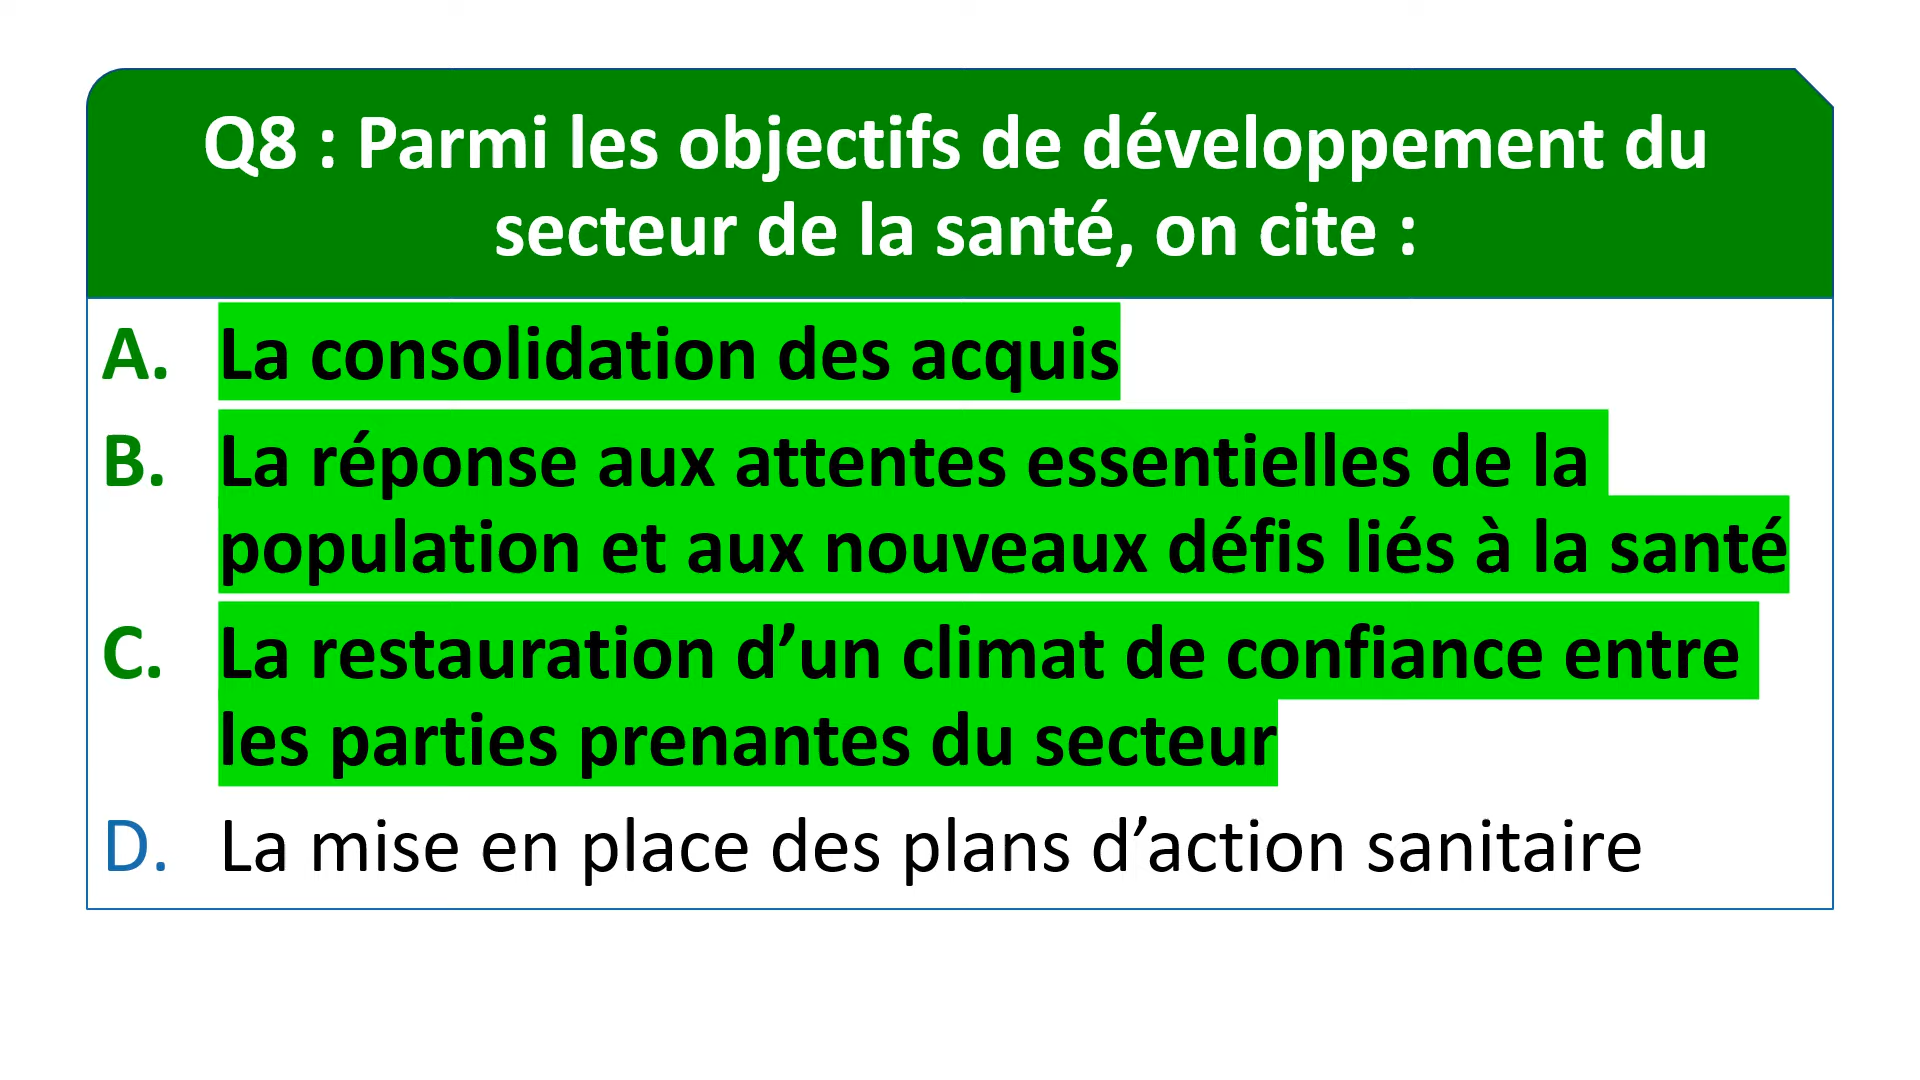 Q8 : Parmi les objectifs de développement du
secteur de la santé, on cite :
A. La consolidation des acquis
B. La réponse aux attentes essentielles de la
population et aux nouveaux défis liés à la santé
C. La restauration d’un climat de confiance entre
les parties prenantes du secteur
D. La mise en place des plans d’action sanitaire